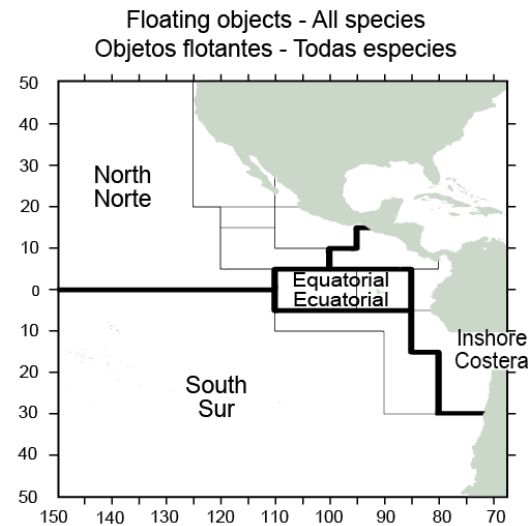 Floating objects - All species
Objetos flotantes - Todas especies
50
40
30
20
10
0
10
20
30
40
50
North
Norte
Equatorial
Ecuatorial
Inshore
Costera
South
Sur
150 140 130 120 110 100 90 80 70